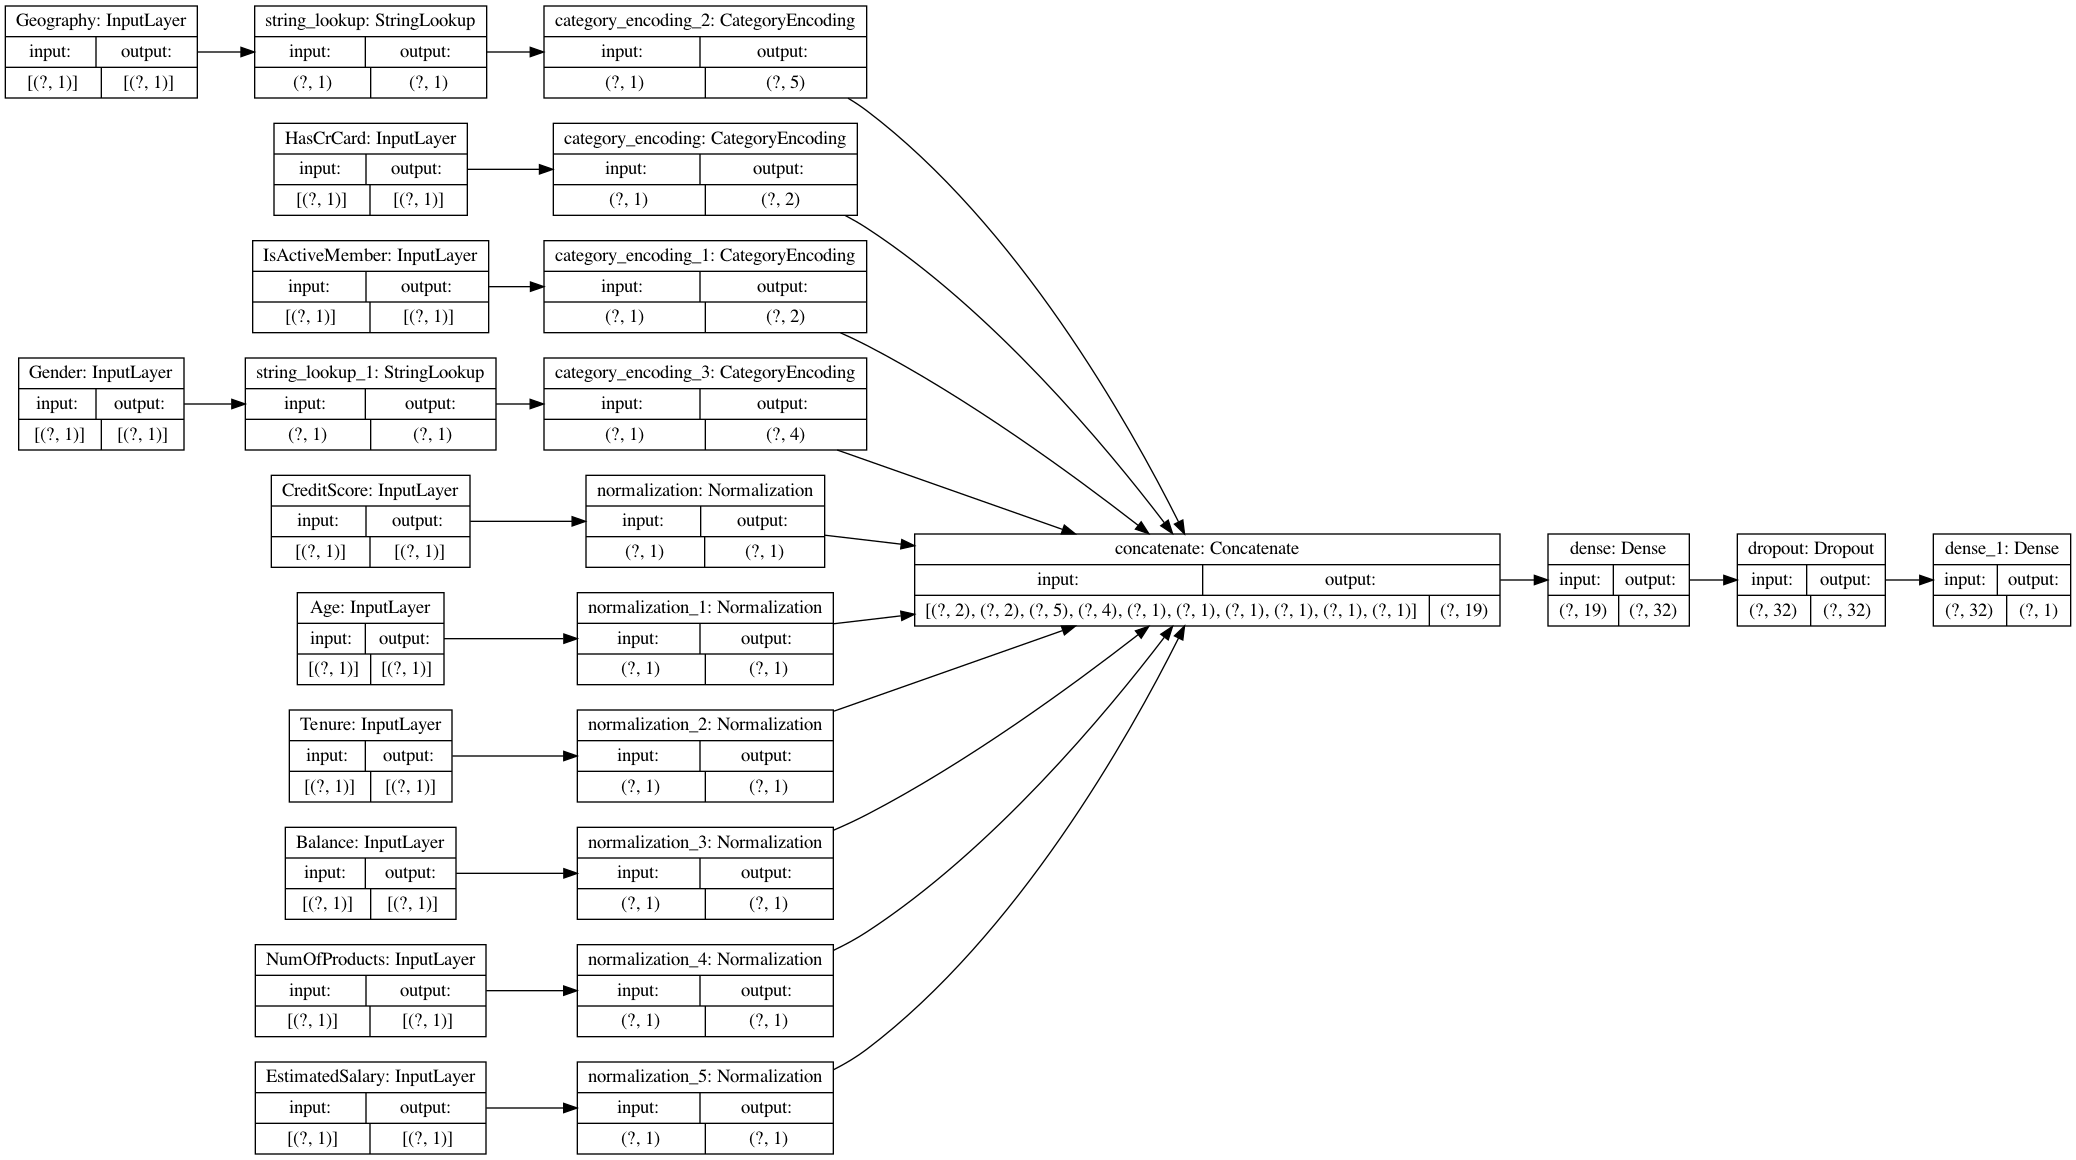 Geography: InputLayer
input: output:
[(?, 1)] [(?, 1)]
string_lookup: StringLookup
input: output:
(?, 1) (?, 1)
category_encoding_2: CategoryEncoding
input: output:
(?, 1) (?, 5)
HasCrCard: InputLayer
input: output:
[(?, 1)] [(?, 1)]
category_encoding: CategoryEncoding
input: output:
(?, 1) (?, 2)
IsActiveMember: InputLayer
input: output:
[(?, 1)] [(?, 1)]
category_encoding_1: CategoryEncoding
input: output:
(?, 1) (?, 2)
Gender: InputLayer
input: output:
[(?, 1)] [(?, 1)]
string_lookup_1: StringLookup
input: output:
(?, 1) (?, 1)
category_encoding_3: CategoryEncoding
input: output:
(?, 1) (?, 4)
CreditScore: InputLayer
input: output:
[(?, 1)] [(?, 1)]
normalization: Normalization
input: output:
(?, 1) (?, 1)
Age: InputLayer
input: output:
[(?, 1)] [(?, 1)]
normalization_1: Normalization
input: output:
(?, 1) (?, 1)
Tenure: InputLayer
input: output:
[(?, 1)] [(?, 1)]
normalization_2: Normalization
input: output:
(?, 1) (?, 1)
Balance: InputLayer
input: output:
[(?, 1)] [(?, 1)]
normalization_3: Normalization
input: output:
(?, 1) (?, 1)
NumOfProducts: InputLayer
input: output:
[(?, 1)] [(?, 1)]
normalization_4: Normalization
input: output:
(?, 1) (?, 1)
EstimatedSalary: InputLayer
input: output:
[(?, 1)] [(?, 1)]
normalization_5: Normalization
input: output:
(?, 1) (?, 1)
concatenate: Concatenate
input: output:
[(?, 2), (?, 2), (?, 5), (?, 4), (?, 1), (?, 1), (?, 1), (?, 1), (?, 1), (?, 1)] (?, 19)
dense: Dense
input: output:
(?, 19) (?, 32)
dropout: Dropout
input: output:
(?, 32) (?, 32)
dense_1: Dense
input: output:
(?, 32) (?, 1)